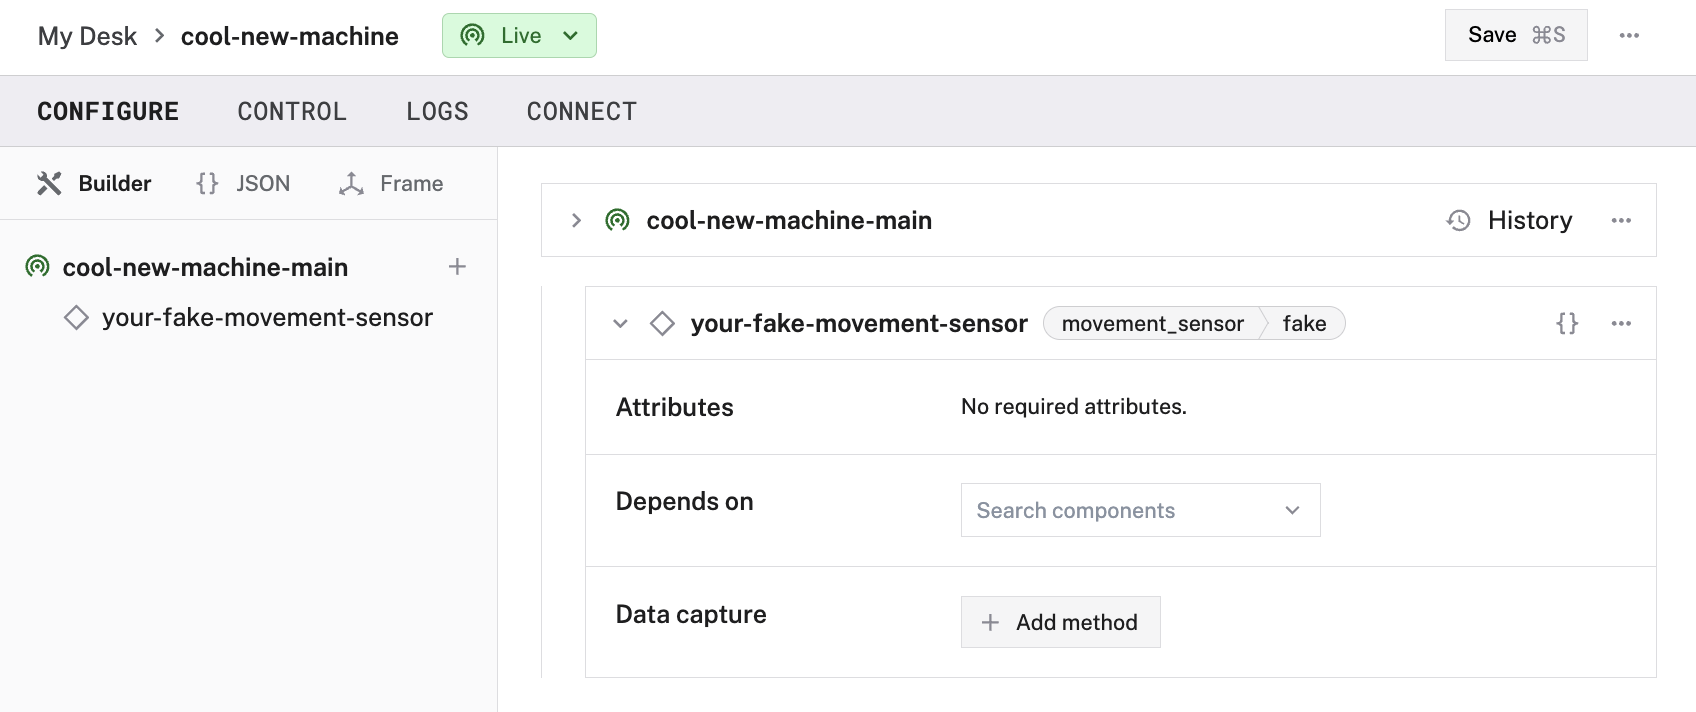 My Desk > cool-new-machine Live Save ⌘S ...
CONFIGURE CONTROL LOGS CONNECT
Builder {} JSON Frame
cool-new-machine-main +
your-fake-movement-sensor
cool-new-machine-main History ...
your-fake-movement-sensor movement_sensor fake {} ...
Attributes No required attributes.
Depends on Search components
Data capture + Add method